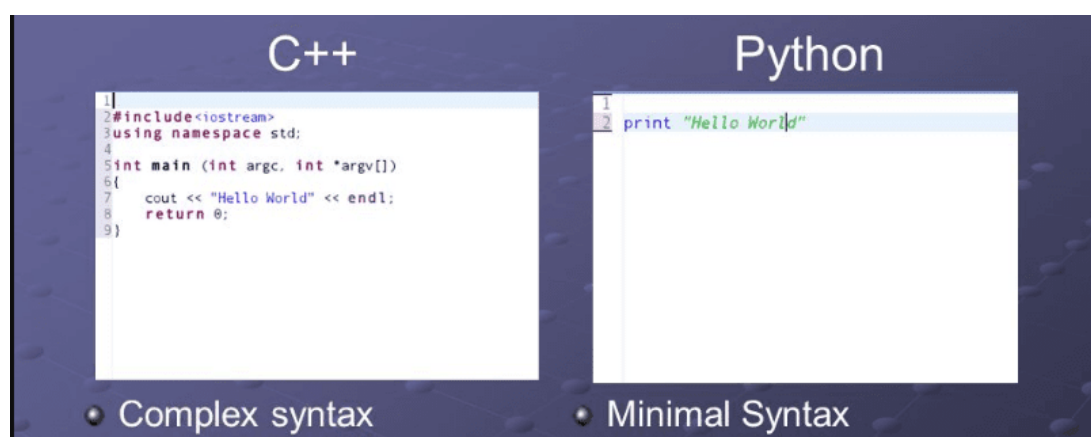 C++
1
2#include<iostream>
3using namespace std;
4
5int main (int argc, int *argv[])
6{
7    cout << "Hello World" << endl;
8    return 0;
9}
Complex syntax
Python
1
2 print "Hello World"
Minimal Syntax